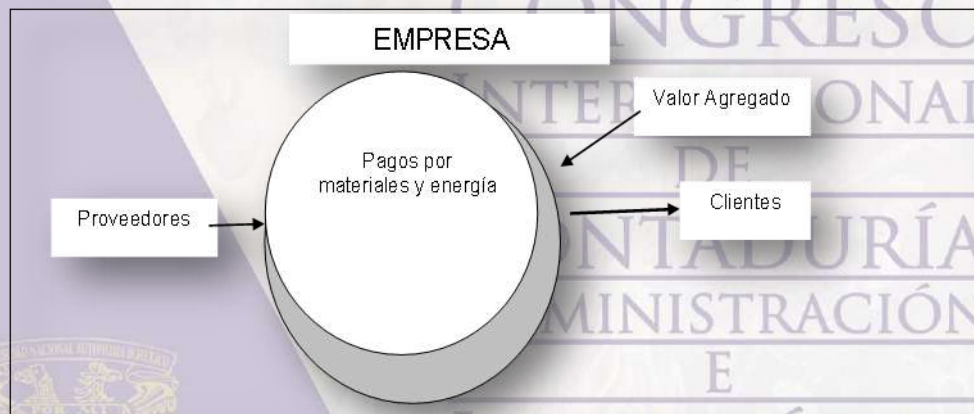 CONGRESO
EMPRESA
INTERNACIONAL
Valor Agregado
DE
Pagos por
materiales y energía
Clientes
Proveedores
CONTADURÍA
ADMINISTRACIÓN
E